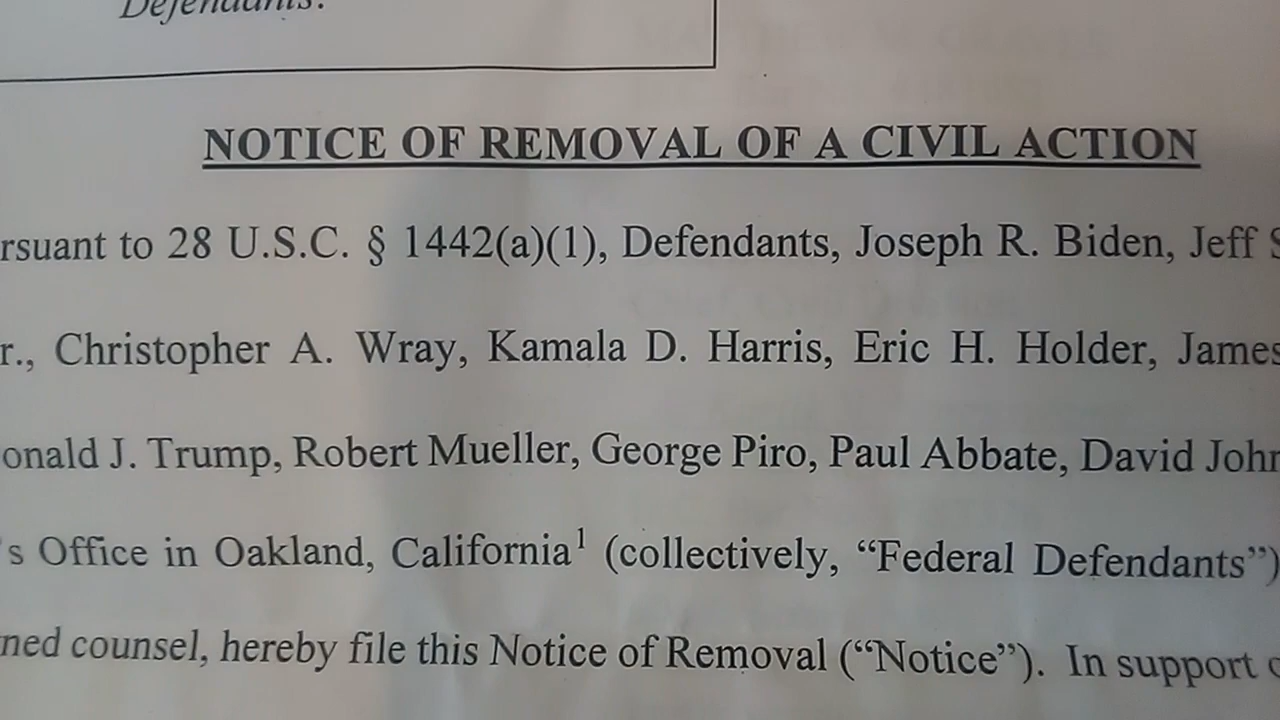 Defendants.
NOTICE OF REMOVAL OF A CIVIL ACTION
rsuant to 28 U.S.C. § 1442(a)(1), Defendants, Joseph R. Biden, Jeff S
r., Christopher A. Wray, Kamala D. Harris, Eric H. Holder, James
onald J. Trump, Robert Mueller, George Piro, Paul Abbate, David John
's Office in Oakland, California¹ (collectively, “Federal Defendants”)
ned counsel, hereby file this Notice of Removal (“Notice”). In support o